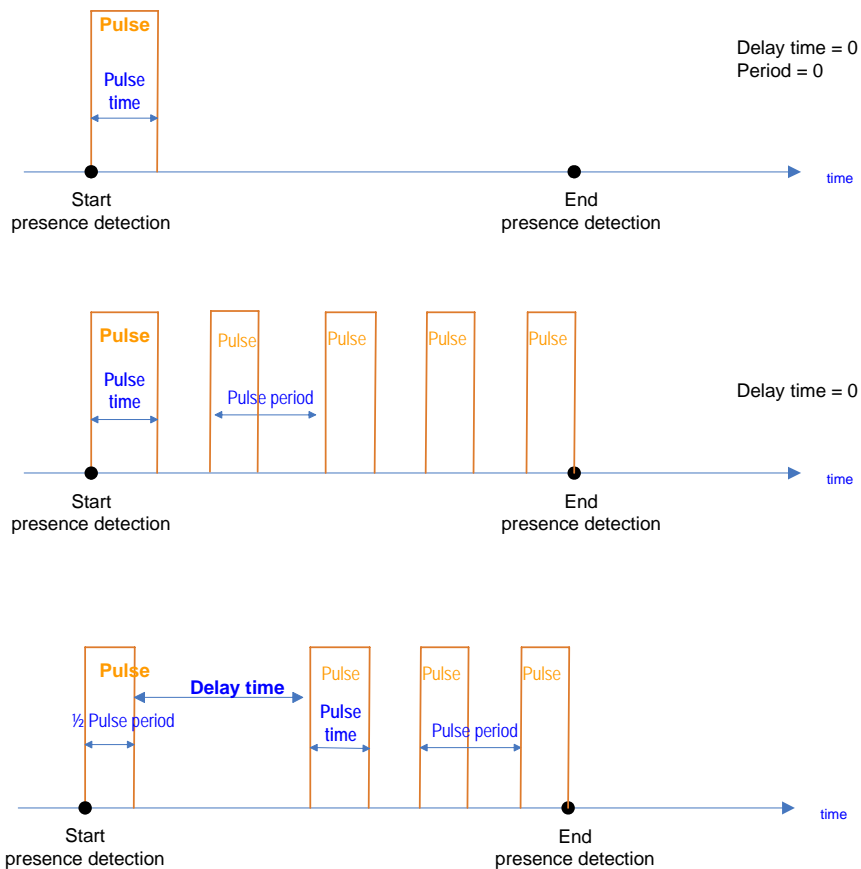 Pulse
Delay time = 0
Period = 0
Pulse
time
time
Start
presence detection
End
presence detection
Pulse
Pulse
Pulse
Pulse
Pulse
Pulse
time
Pulse period
Delay time = 0
time
Start
presence detection
End
presence detection
Pulse
Pulse
Pulse
Pulse
Delay time
½ Pulse period
Pulse
time
Pulse period
time
Start
presence detection
End
presence detection